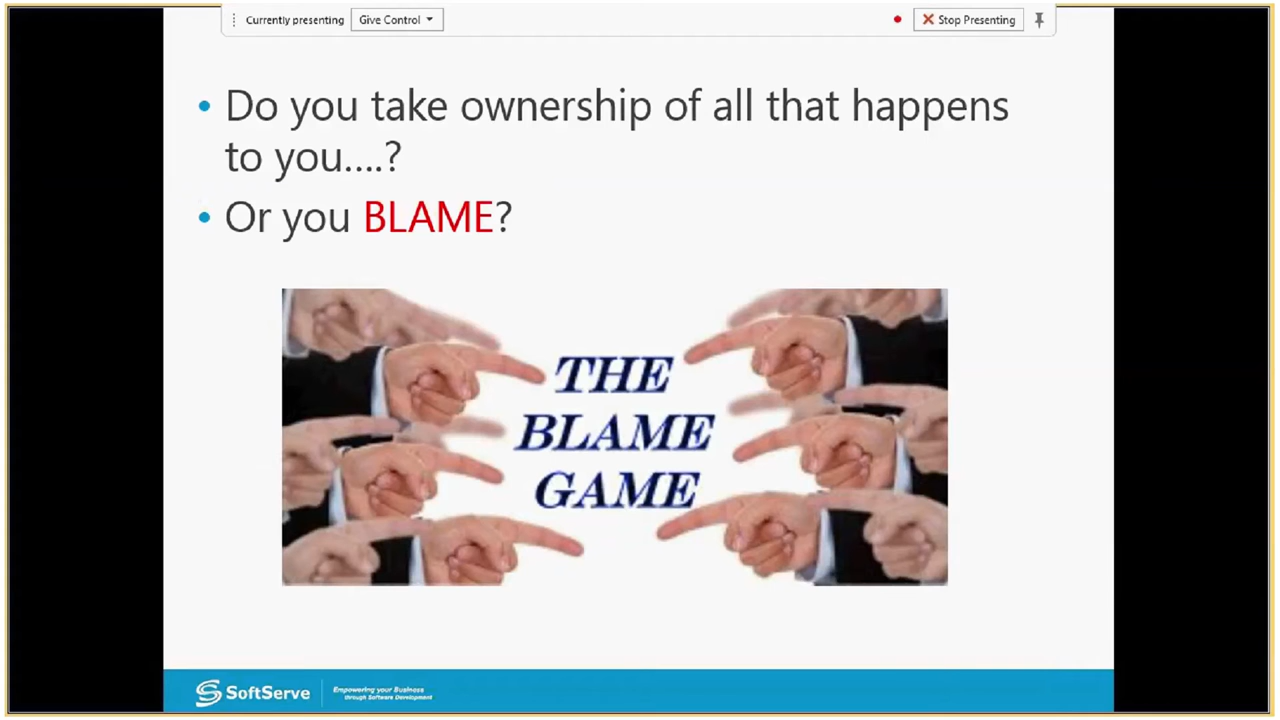 Currently presenting Give Control Stop Presenting
• Do you take ownership of all that happens
to you....?
• Or you BLAME?
THE
BLAME
GAME
SoftServe
Empowering your Business
through Software Development